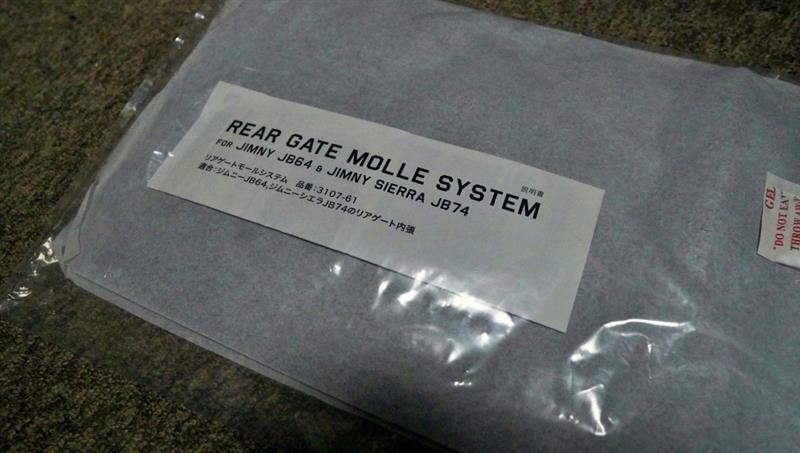 REAR GATE MOLLE SYSTEM
説明書
FOR JIMNY JB64 & JIMNY SIERRA JB74
リアゲートモールシステム 品番:3107-61
適合:ジムニーJB64,ジムニーシエラJB74のリアゲート内張
GEL
"DO NOT EAT"
THROW AW